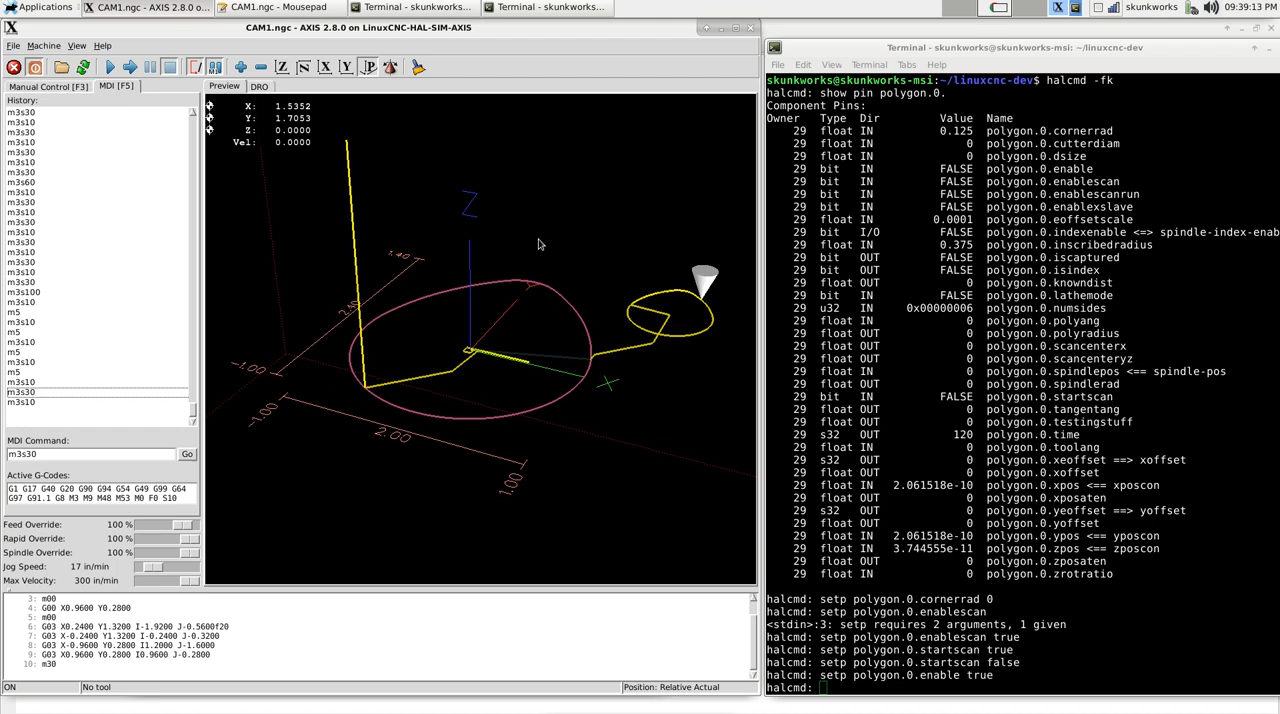 Applications
CAM1.ngc - AXIS 2.8.0 o...
CAM1.ngc - Mousepad
Terminal - skunkworks@...
Terminal - skunkworks@...
skunkworks
09:39:13 PM
CAM1.ngc - AXIS 2.8.0 on LinuxCNC-HAL-SIM-AXIS
File Machine View Help
Manual Control [F3]
MDI [F5]
Preview
DRO
History:
m3s30
m3s10
m3s30
m3s10
m3s30
m3s10
m3s30
m3s60
m3s10
m3s30
m3s10
m3s30
m3s10
m3s30
m3s10
m3s30
m3s10
m3s30
m3s100
m3s10
m5
m3s10
m5
m3s10
m5
m3s10
m5
m3s10
m3s30
m3s10
MDI Command:
m3s30
Go
Active G-Codes:
G1 G17 G40 G20 G90 G94 G54 G49 G99 G64
G97 G91.1 G8 M3 M9 M48 M53 M0 F0 S10
Feed Override: 100 %
Rapid Override: 100 %
Spindle Override: 100 %
Jog Speed: 17 in/min
Max Velocity: 300 in/min
X: 1.5352
Y: 1.7053
Z: 0.0000
Vel: 0.0000
Z
X
-1.00
-1.00
2.00
1.00
3: m00
4: G00 X0.9600 Y0.2800
5: m00
6: G03 X0.2400 Y1.3200 I-1.9200 J-0.5600f20
7: G03 X-0.2400 Y1.3200 I-0.2400 J-0.3200
8: G03 X-0.9600 Y0.2800 I1.2000 J-1.6000
9: G03 X0.9600 Y0.2800 I0.9600 J-0.2800
10: m30
ON
No tool
Position: Relative Actual
Terminal - skunkworks@skunkworks-msi: ~/linuxcnc-dev
File Edit View Terminal Tabs Help
skunkworks@skunkworks-msi:~/linuxcnc-dev$ halcmd -fk
halcmd: show pin polygon.0.
Component Pins:
Owner Type Dir Value Name
29 float IN 0.125 polygon.0.cornerrad
29 float IN 0 polygon.0.cutterdiam
29 float IN 0 polygon.0.dsize
29 bit IN FALSE polygon.0.enable
29 bit IN FALSE polygon.0.enablescan
29 bit IN FALSE polygon.0.enablescanrun
29 bit IN FALSE polygon.0.enablexslave
29 float IN 0.0001 polygon.0.eoffsetscale
29 bit I/O FALSE polygon.0.indexenable <=> spindle-index-enab
29 float IN 0.375 polygon.0.inscribedradius
29 bit OUT FALSE polygon.0.iscaptured
29 bit OUT FALSE polygon.0.isindex
29 float OUT 0 polygon.0.knowndist
29 bit IN FALSE polygon.0.lathemode
29 u32 IN 0x00000006 polygon.0.numsides
29 float IN 0 polygon.0.polyang
29 float OUT 0 polygon.0.polyradius
29 float OUT 0 polygon.0.scancenterx
29 float OUT 0 polygon.0.scancenteryz
29 float IN 0 polygon.0.spindlepos <== spindle-pos
29 float OUT 0 polygon.0.spindlerad
29 bit IN FALSE polygon.0.startscan
29 float OUT 0 polygon.0.tangentang
29 float OUT 0 polygon.0.testingstuff
29 s32 OUT 120 polygon.0.time
29 float IN 0 polygon.0.toolang
29 s32 OUT 0 polygon.0.xeoffset ==> xoffset
29 float OUT 0 polygon.0.xoffset
29 float IN 2.061518e-10 polygon.0.xpos <== xposcon
29 float OUT 0 polygon.0.xposaten
29 s32 OUT 0 polygon.0.yeoffset ==> yoffset
29 float OUT 0 polygon.0.yoffset
29 float IN 2.061518e-10 polygon.0.ypos <== yposcon
29 float IN 3.744555e-11 polygon.0.zpos <== zposcon
29 float OUT 0 polygon.0.zposaten
29 float IN 0 polygon.0.zrotratio
halcmd: setp polygon.0.cornerrad 0
halcmd: setp polygon.0.enablescan
<stdin>:3: setp requires 2 arguments, 1 given
halcmd: setp polygon.0.enablescan true
halcmd: setp polygon.0.startscan true
halcmd: setp polygon.0.startscan false
halcmd: setp polygon.0.enable true
halcmd: